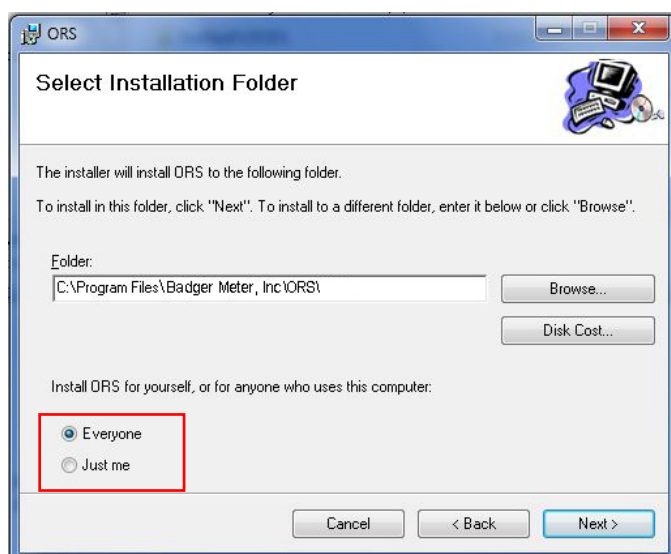 ORS
Select Installation Folder
The installer will install ORS to the following folder.
To install in this folder, click "Next". To install to a different folder, enter it below or click "Browse".
Folder:
C:\Program Files\Badger Meter, Inc\ORS\
Browse...
Disk Cost...
Install ORS for yourself, or for anyone who uses this computer:
Everyone
Just me
Cancel
< Back
Next >